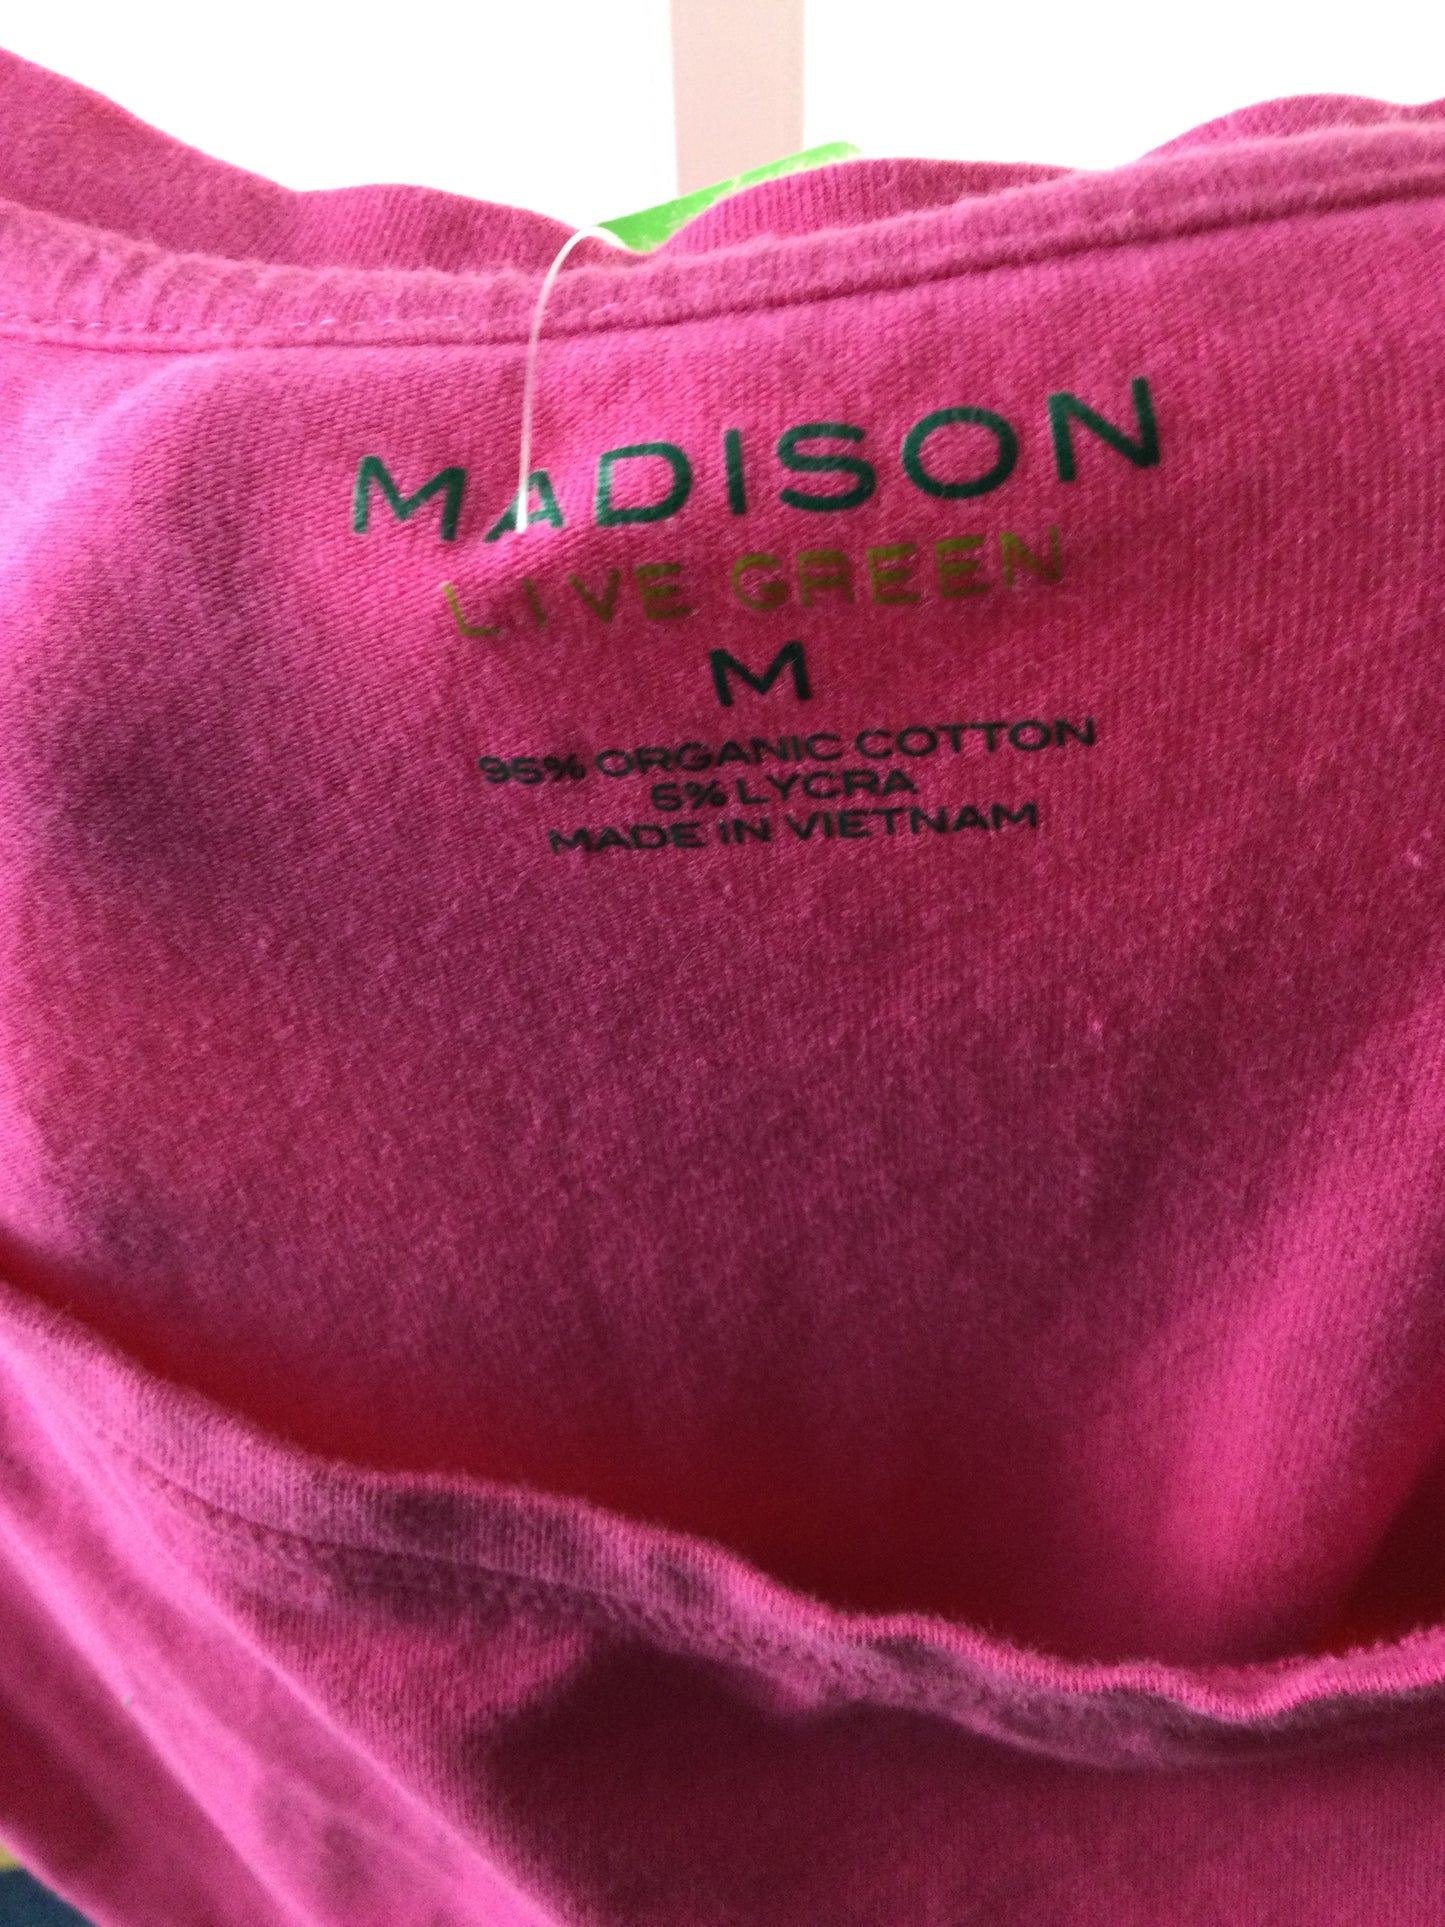 MADISON
LIVE GREEN
M
95% ORGANIC COTTON
5% LYCRA
MADE IN VIETNAM